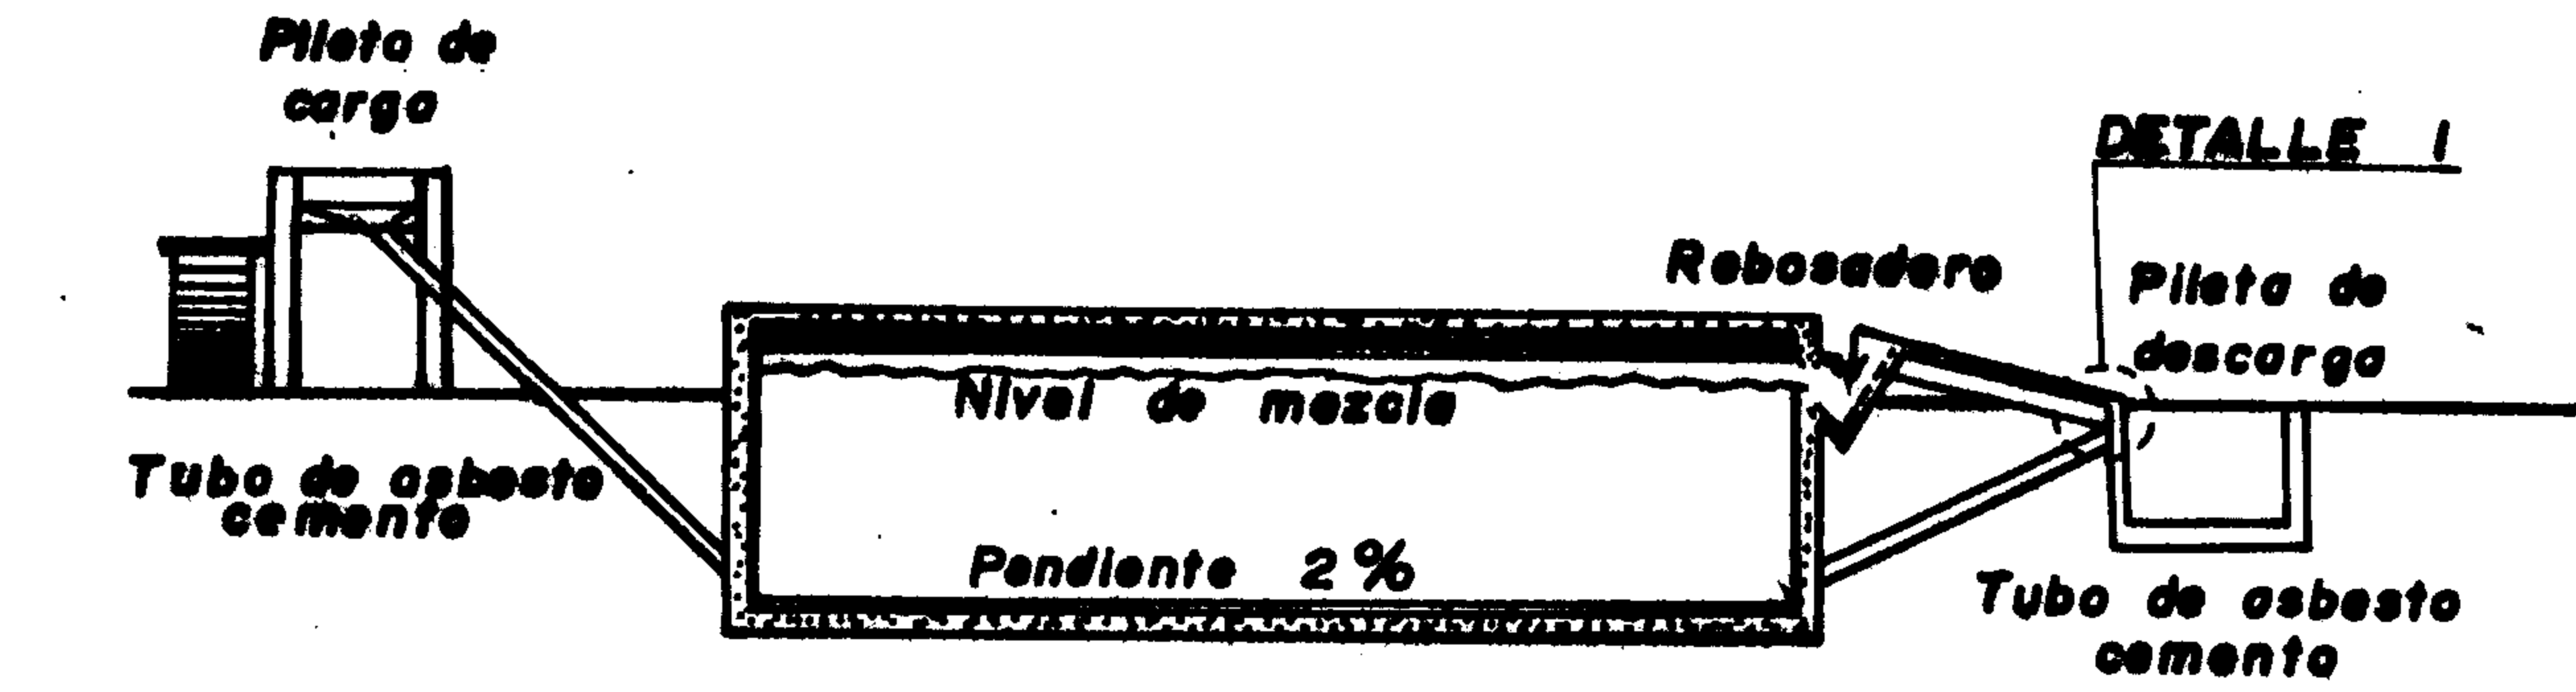 Pileta de
carga
DETALLE 1
Rebosadero
Pileta de
descarga
Nivel de mezcla
Tubo de asbesto
cemento
Pendiente 2%
Tubo de asbesto
cemento